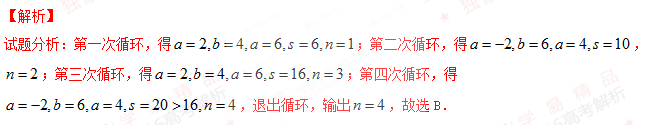 【解析】
试题分析：第一次循环，得a=2,b=4,a=6,s=6,n=1；第二次循环，得a=-2,b=6,a=4,s=10，
n=2；第三次循环，得a=2,b=4,a=6,s=16,n=3；第四次循环，得
a=-2,b=6,a=4,s=20>16,n=4，退出循环，输出n=4，故选B．